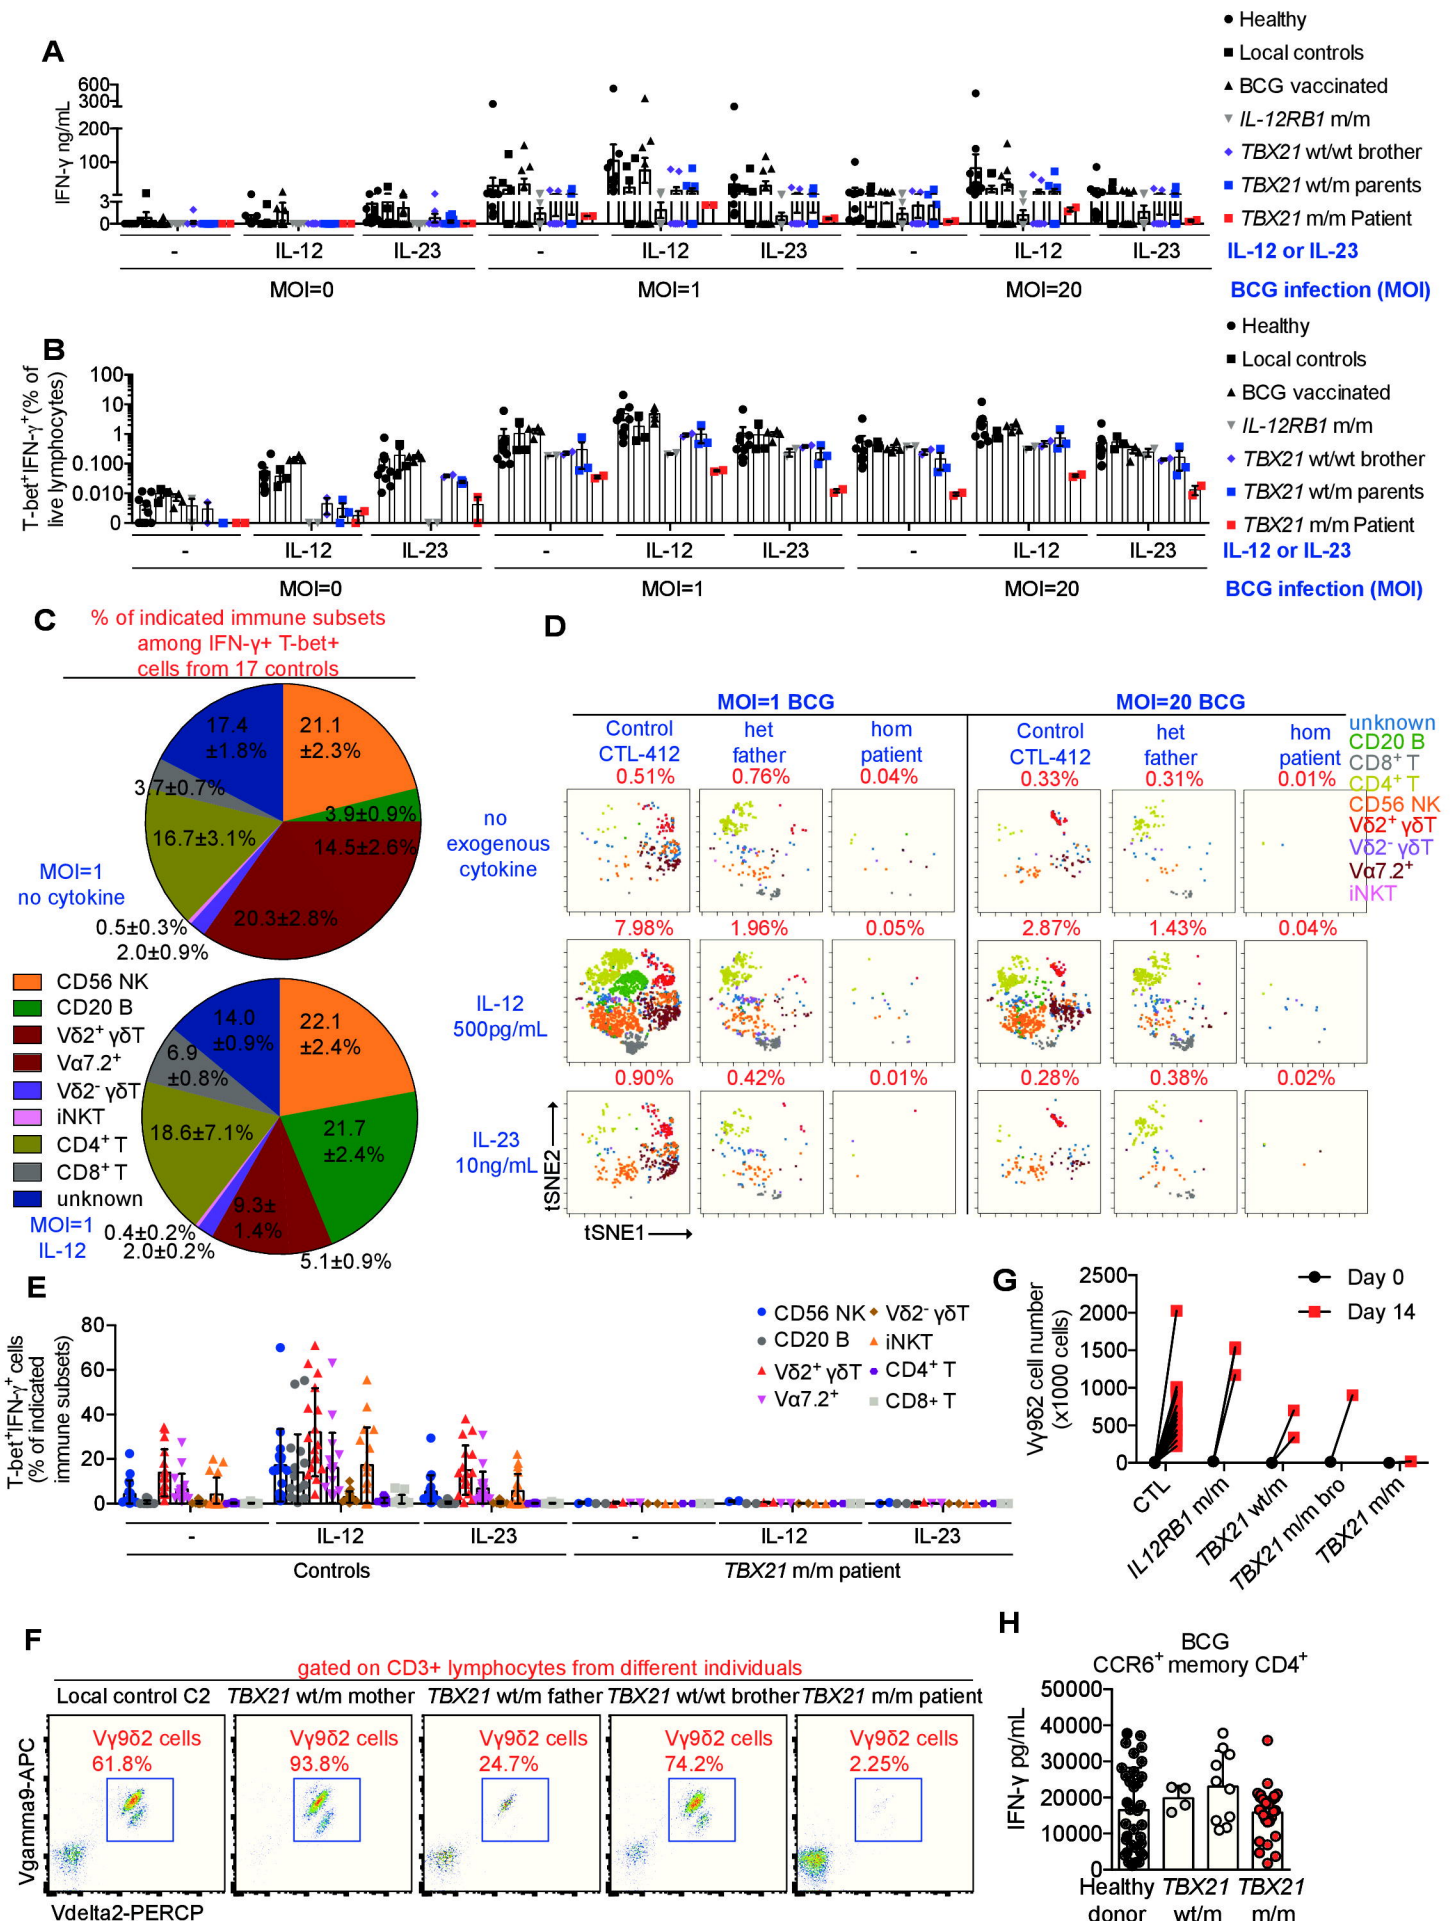 A
IFN-γ ng/mL
600
300
200
100
3
0
- IL-12 IL-23 - IL-12 IL-23 - IL-12 IL-23
MOI=0 MOI=1 MOI=20
Healthy
Local controls
BCG vaccinated
IL-12RB1 m/m
TBX21 wt/wt brother
TBX21 wt/m parents
TBX21 m/m Patient
IL-12 or IL-23
BCG infection (MOI)
B
T-bet⁺IFN-γ⁺(% of
live lymphocytes)
100
10
1
0.100
0.010
0
- IL-12 IL-23 - IL-12 IL-23 - IL-12 IL-23
MOI=0 MOI=1 MOI=20
Healthy
Local controls
BCG vaccinated
IL-12RB1 m/m
TBX21 wt/wt brother
TBX21 wt/m parents
TBX21 m/m Patient
IL-12 or IL-23
BCG infection (MOI)
C
% of indicated immune subsets
among IFN-γ+ T-bet+
cells from 17 controls
17.4
±1.8%
21.1
±2.3%
3.7±0.7%
3.9±0.9%
16.7±3.1%
14.5±2.6%
20.3±2.8%
0.5±0.3%
2.0±0.9%
MOI=1
no cytokine
CD56 NK
CD20 B
Vδ2⁺ γδT
Vα7.2⁺
Vδ2⁻ γδT
iNKT
CD4⁺ T
CD8⁺ T
unknown
14.0
±0.9%
22.1
±2.4%
6.9
±0.8%
18.6±7.1%
21.7
±2.4%
9.3±
1.4%
0.4±0.2%
2.0±0.2%
5.1±0.9%
MOI=1
IL-12
D
MOI=1 BCG MOI=20 BCG
Control
CTL-412
het
father
hom
patient
Control
CTL-412
het
father
hom
patient
0.51% 0.76% 0.04% 0.33% 0.31% 0.01%
no
exogenous
cytokine
7.98% 1.96% 0.05% 2.87% 1.43% 0.04%
IL-12
500pg/mL
0.90% 0.42% 0.01% 0.28% 0.38% 0.02%
IL-23
10ng/mL
tSNE2
tSNE1
unknown
CD20 B
CD8⁺ T
CD4⁺ T
CD56 NK
Vδ2⁺ γδT
Vδ2⁻ γδT
Vα7.2⁺
iNKT
E
T-bet⁺IFN-γ⁺ cells
(% of indicated
immune subsets)
80
60
40
20
0
- IL-12 IL-23 - IL-12 IL-23
Controls TBX21 m/m patient
CD56 NK
CD20 B
Vδ2⁺ γδT
Vα7.2⁺
Vδ2⁻ γδT
iNKT
CD4⁺ T
CD8+ T
G
Vγ9δ2 cell number
(x1000 cells)
2500
2000
1500
1000
500
0
Day 0
Day 14
CTL
IL12RB1 m/m
TBX21 wt/m
TBX21 m/m bro
TBX21 m/m
F
gated on CD3+ lymphocytes from different individuals
Local control C2 TBX21 wt/m mother TBX21 wt/m father TBX21 wt/wt brother TBX21 m/m patient
Vγ9δ2 cells
61.8%
Vγ9δ2 cells
93.8%
Vγ9δ2 cells
24.7%
Vγ9δ2 cells
74.2%
Vγ9δ2 cells
2.25%
Vgamma9-APC
Vdelta2-PERCP
H
BCG
CCR6⁺ memory CD4⁺
IFN-γ pg/mL
50000
40000
30000
20000
10000
0
Healthy
donor
TBX21
wt/m
TBX21
m/m